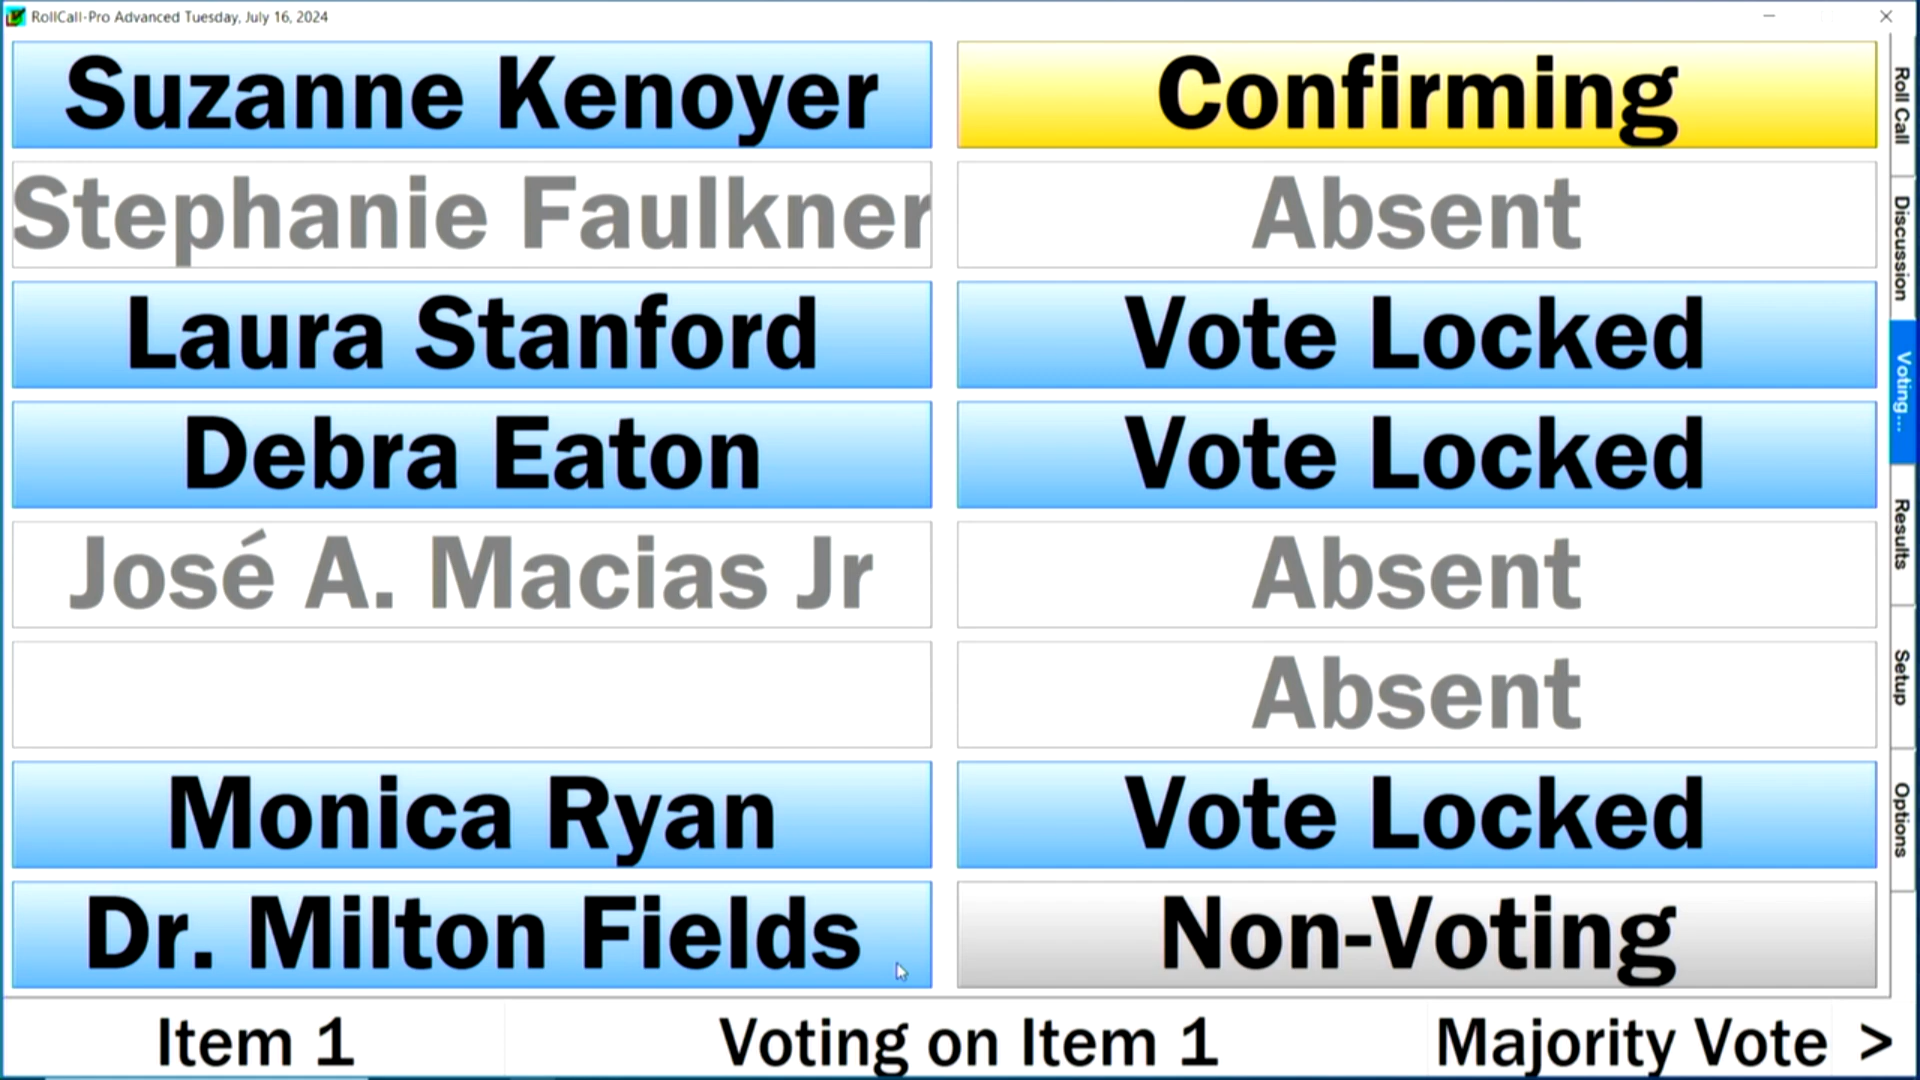 RollCall-Pro Advanced Tuesday, July 16, 2024
Suzanne Kenoyer Confirming
Stephanie Faulkner Absent
Laura Stanford Vote Locked
Debra Eaton Vote Locked
José A. Macias Jr Absent
Absent
Monica Ryan Vote Locked
Dr. Milton Fields Non-Voting
Item 1 Voting on Item 1 Majority Vote >
Roll Call
Discussion
Voting...
Results
Setup
Options